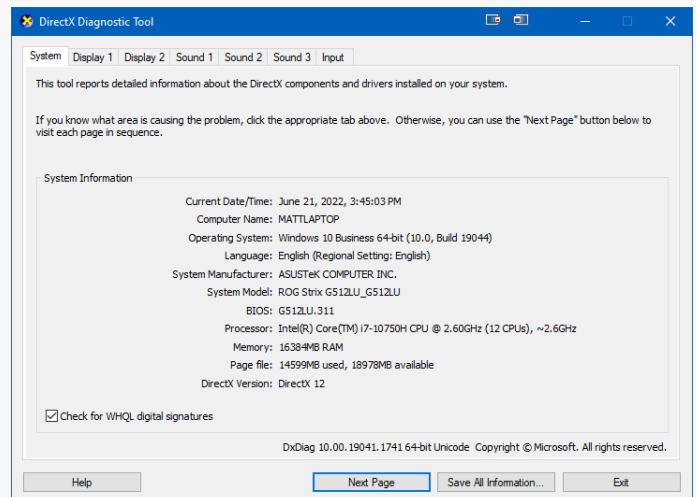 DirectX Diagnostic Tool
System Display 1 Display 2 Sound 1 Sound 2 Sound 3 Input
This tool reports detailed information about the DirectX components and drivers installed on your system.
If you know what area is causing the problem, click the appropriate tab above.  Otherwise, you can use the "Next Page" button below to
visit each page in sequence.
System Information
Current Date/Time: June 21, 2022, 3:45:03 PM
Computer Name: MATTLAPTOP
Operating System: Windows 10 Business 64-bit (10.0, Build 19044)
Language: English (Regional Setting: English)
System Manufacturer: ASUSTeK COMPUTER INC.
System Model: ROG Strix G512LU_G512LU
BIOS: G512LU.311
Processor: Intel(R) Core(TM) i7-10750H CPU @ 2.60GHz (12 CPUs), ~2.6GHz
Memory: 16384MB RAM
Page file: 14599MB used, 18978MB available
DirectX Version: DirectX 12
Check for WHQL digital signatures
DxDiag 10.00.19041.1741 64-bit Unicode  Copyright © Microsoft. All rights reserved.
Help Next Page Save All Information... Exit